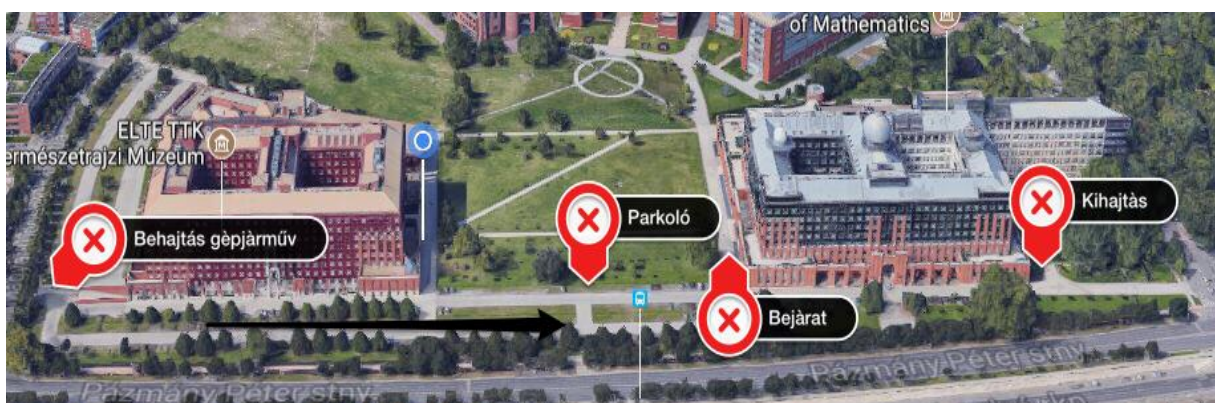 of Mathematics
ELTE TTK
ermészetrajzi Múzeum
Behajtás gèpjàrműv
Parkoló
Kihajtàs
Bejàrat
Pázmány Péter stny.
Pázmány Péter stny.